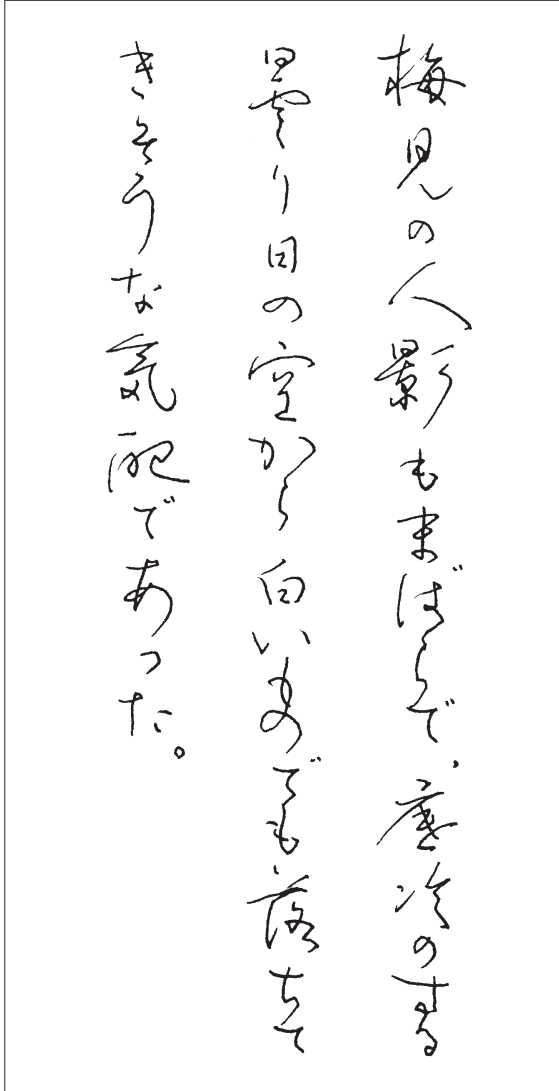 梅見の人影もまばらで、底冷のする
曇り日の空から白いものでも落ちて
きそうな気配であった。